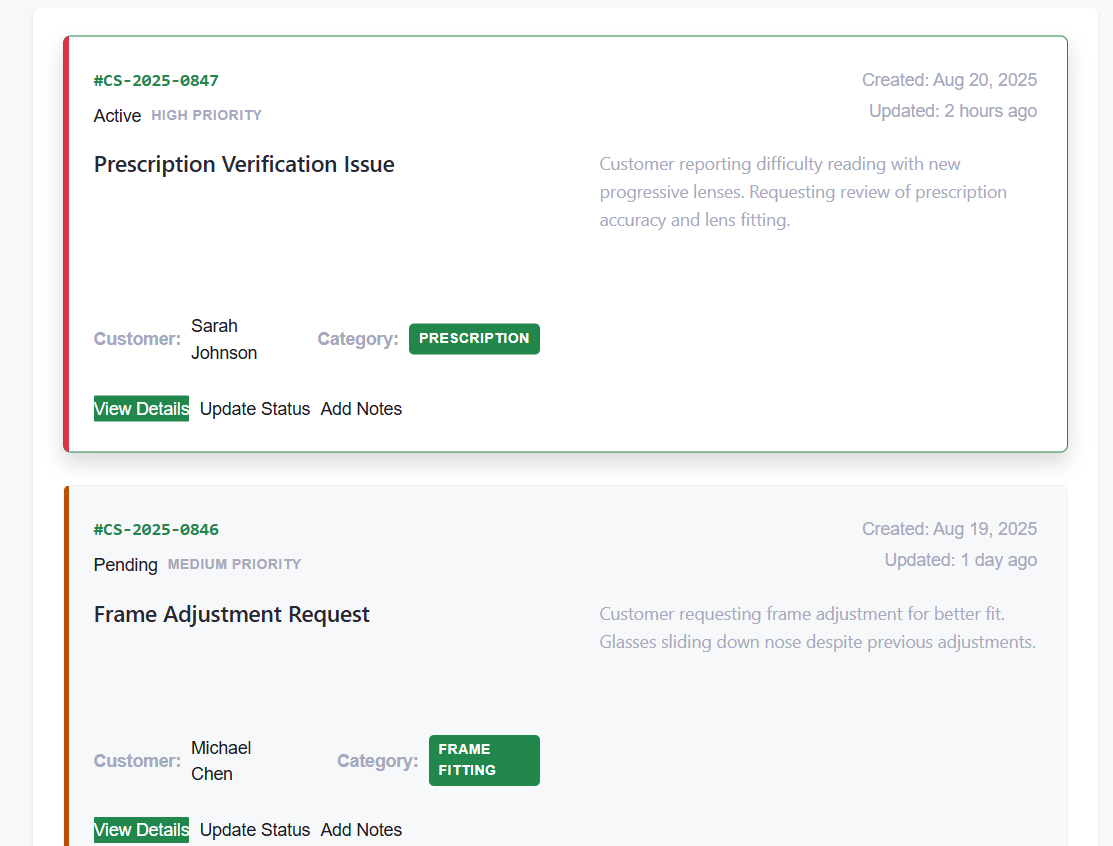 #CS-2025-0847
Created: Aug 20, 2025
Active HIGH PRIORITY
Updated: 2 hours ago
Prescription Verification Issue
Customer reporting difficulty reading with new
progressive lenses. Requesting review of prescription
accuracy and lens fitting.
Customer: Sarah
Johnson
Category: PRESCRIPTION
View Details Update Status Add Notes
#CS-2025-0846
Created: Aug 19, 2025
Pending MEDIUM PRIORITY
Updated: 1 day ago
Frame Adjustment Request
Customer requesting frame adjustment for better fit.
Glasses sliding down nose despite previous adjustments.
Customer: Michael
Chen
Category: FRAME
FITTING
View Details Update Status Add Notes